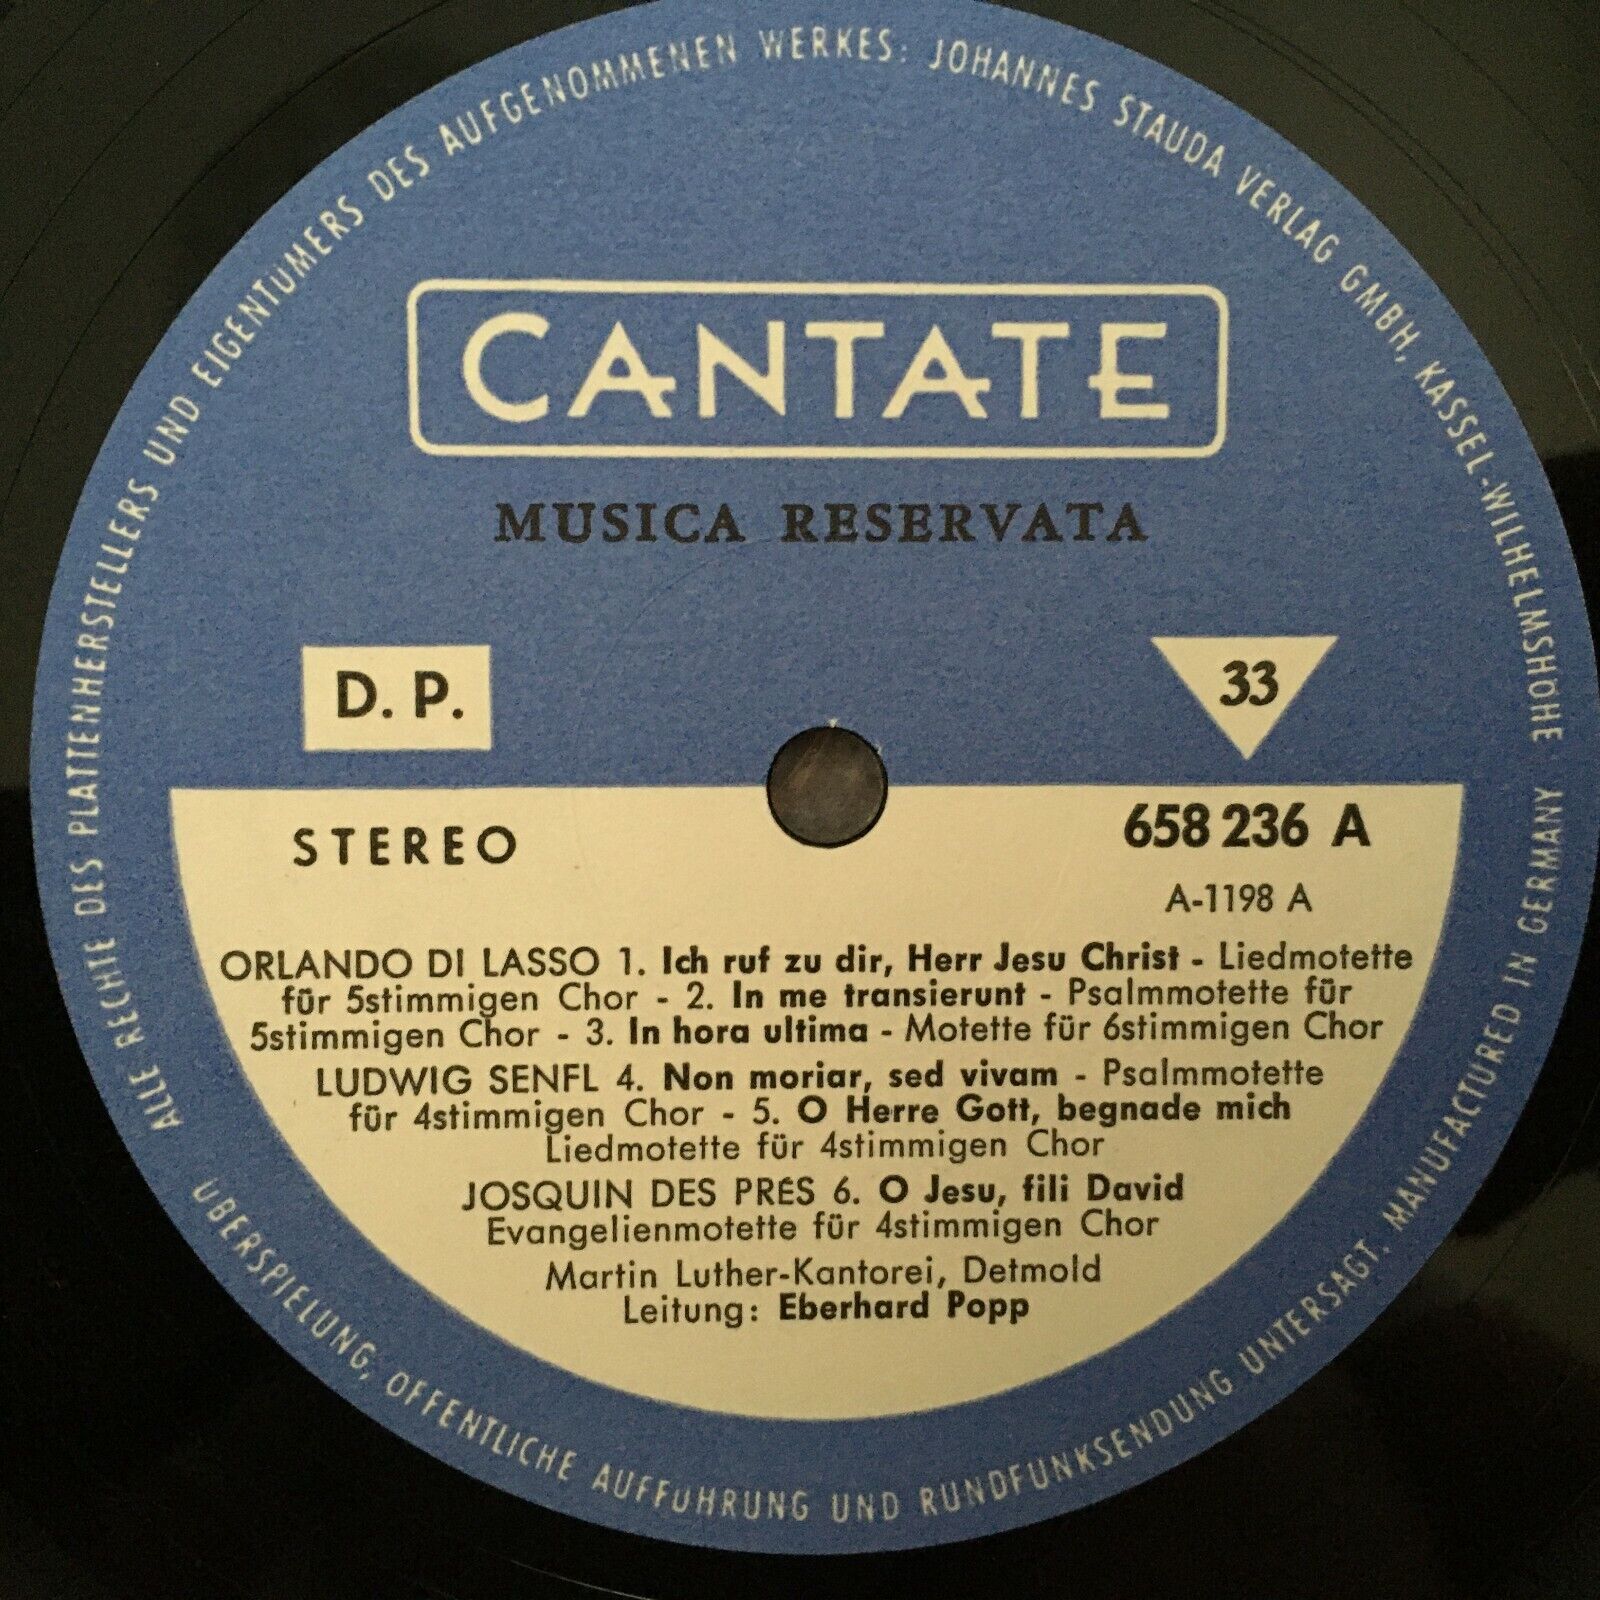 ALLE RECHTE DES PLATTENHERSTELLERS UND EIGENTUMERS DES AUFGENOMMENEN WERKES: JOHANNES STAUDA VERLAG GMBH, KASSEL-WILHELMSHÖHE ·
CANTATE
MUSICA RESERVATA
D. P.
33
STEREO
658 236 A
A-1198 A
ORLANDO DI LASSO 1. Ich ruf zu dir, Herr Jesu Christ - Liedmotette
für 5stimmigen Chor - 2. In me transierunt - Psalmmotette für
5stimmigen Chor - 3. In hora ultima - Motette für 6stimmigen Chor
LUDWIG SENFL 4. Non moriar, sed vivam - Psalmmotette
für 4stimmigen Chor - 5. O Herre Gott, begnade mich
Liedmotette für 4stimmigen Chor
JOSQUIN DES PRÉS 6. O Jesu, fili David
Evangelienmotette für 4stimmigen Chor
Martin Luther-Kantorei, Detmold
Leitung: Eberhard Popp
ÜBERSPIELUNG, ÖFFENTLICHE AUFFÜHRUNG UND RUNDFUNKSENDUNG UNTERSAGT. MANUFACTURED IN GERMANY